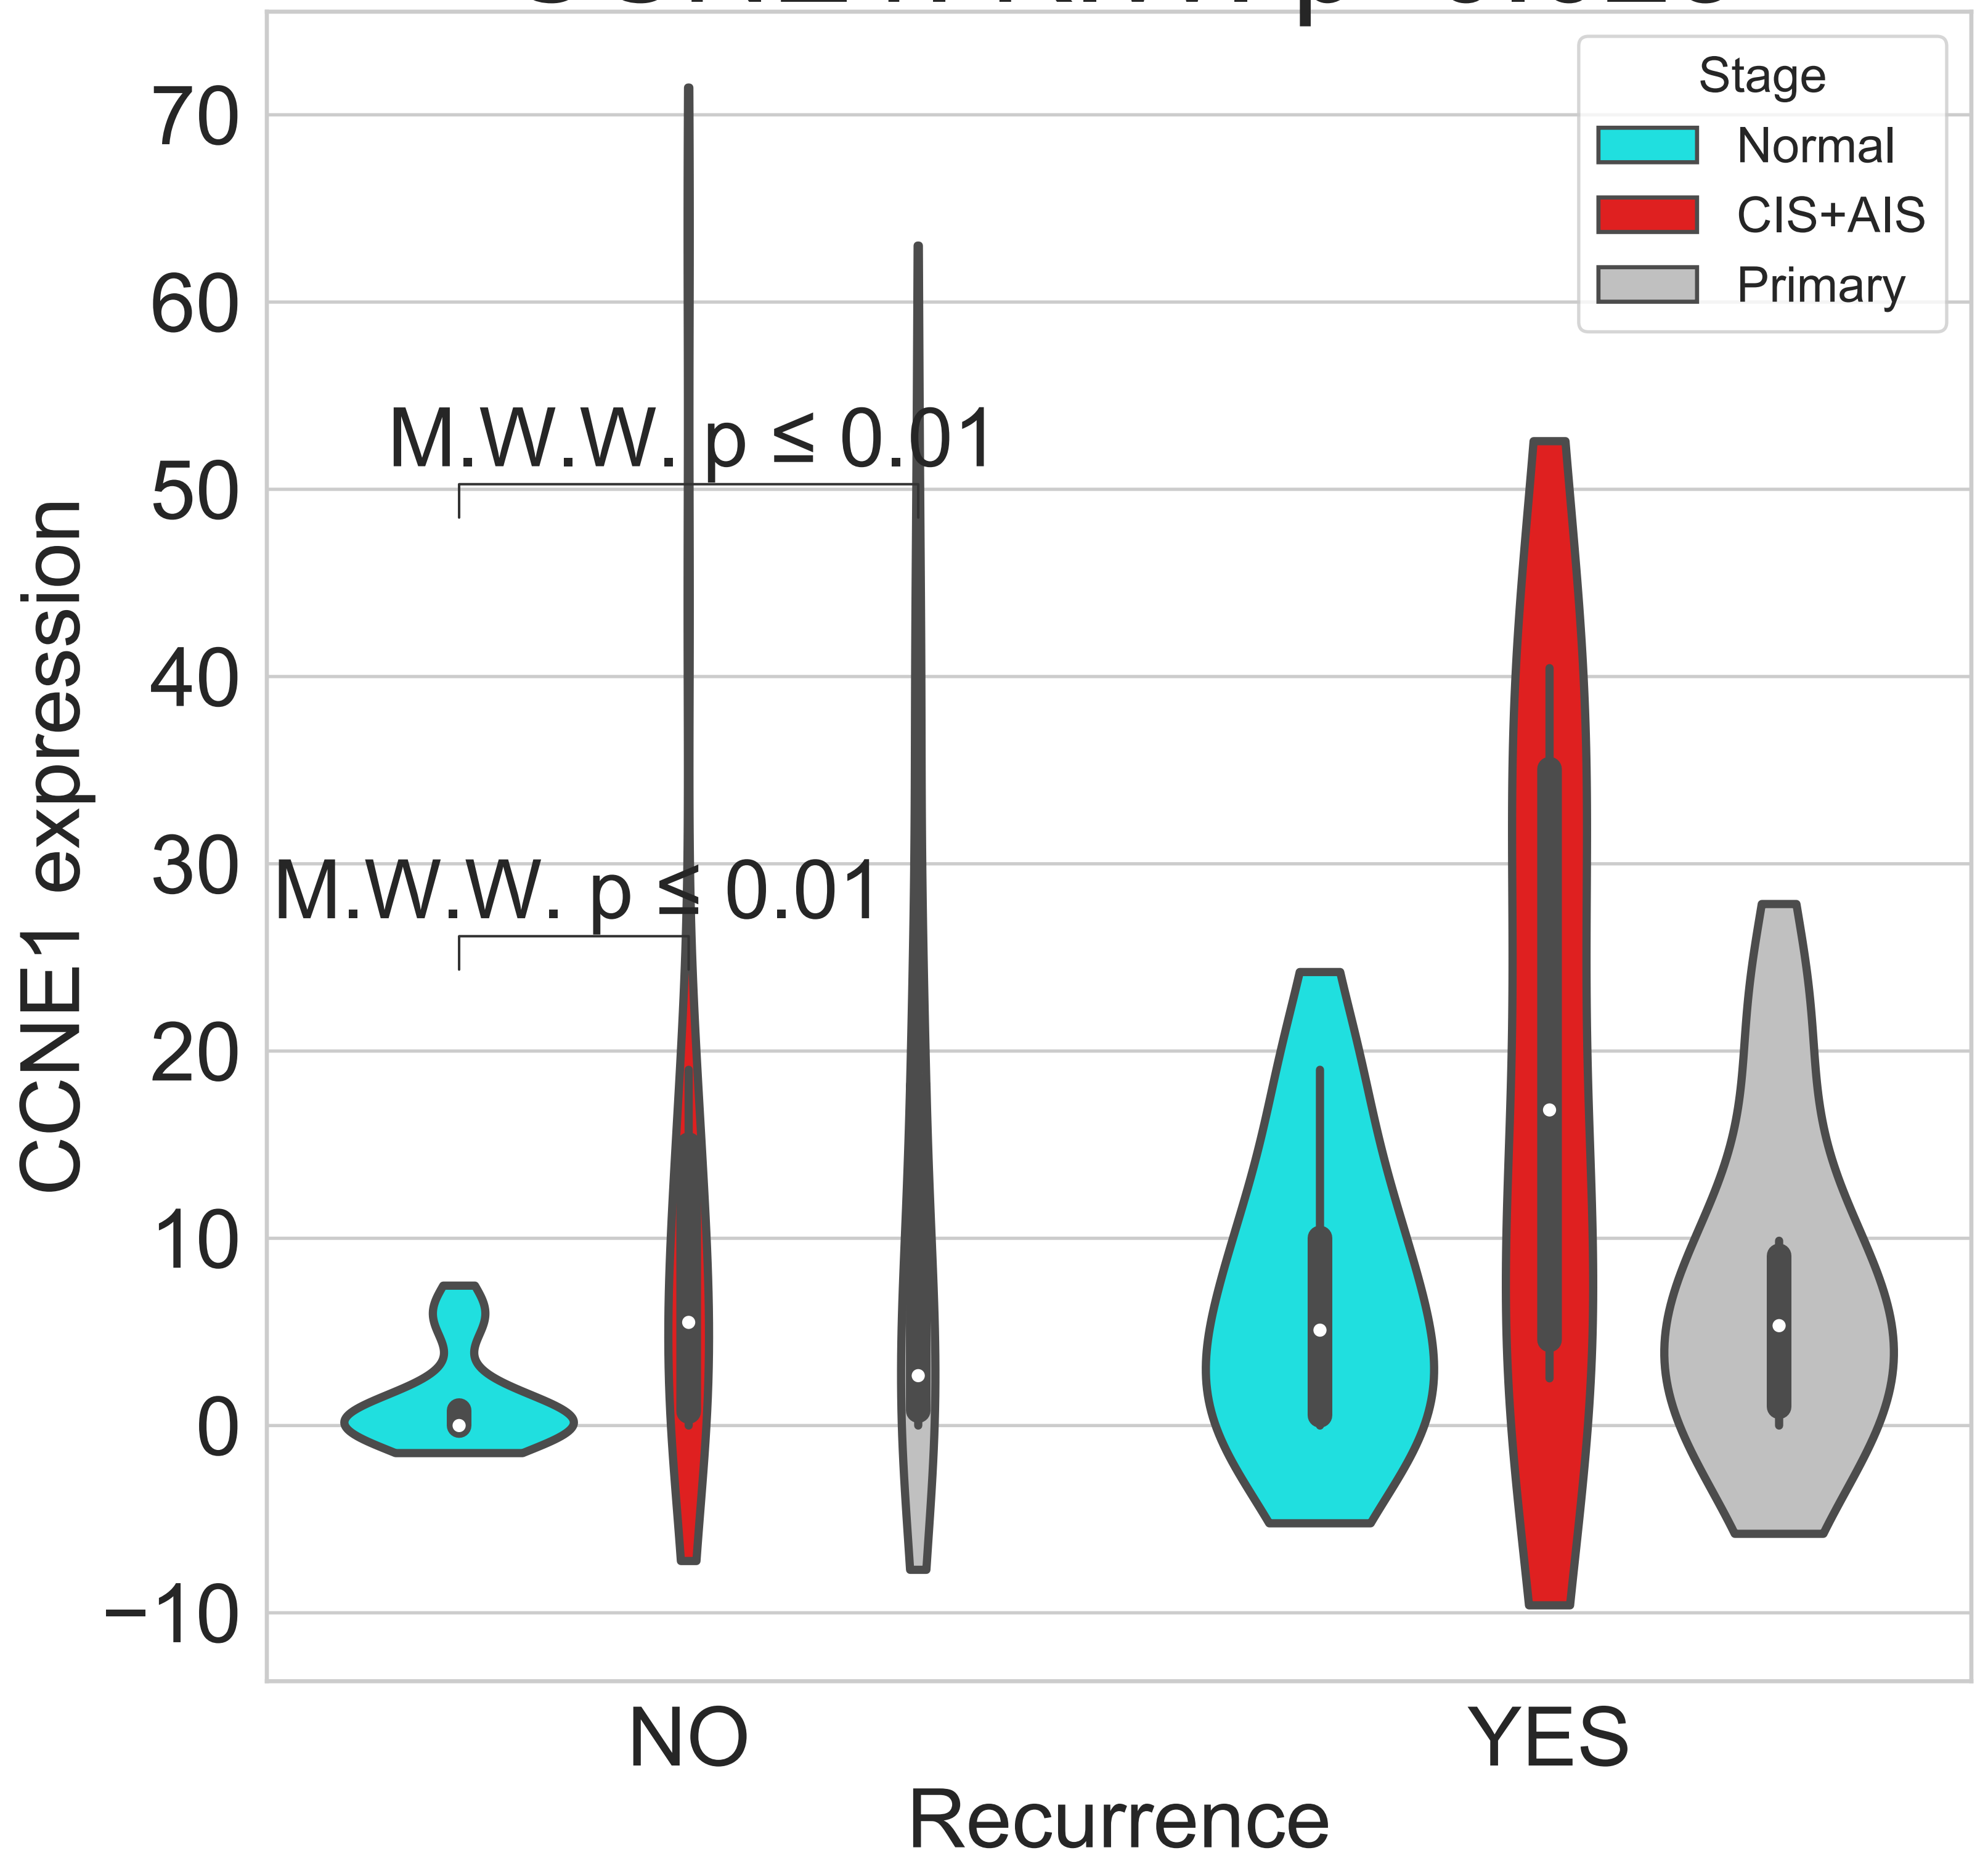 Stage
Normal
CIS+AIS
Primary
70
60
50
40
30
20
10
0
−10
CCNE1 expression
M.W.W. p ≤ 0.01
M.W.W. p ≤ 0.01
NO
YES
Recurrence